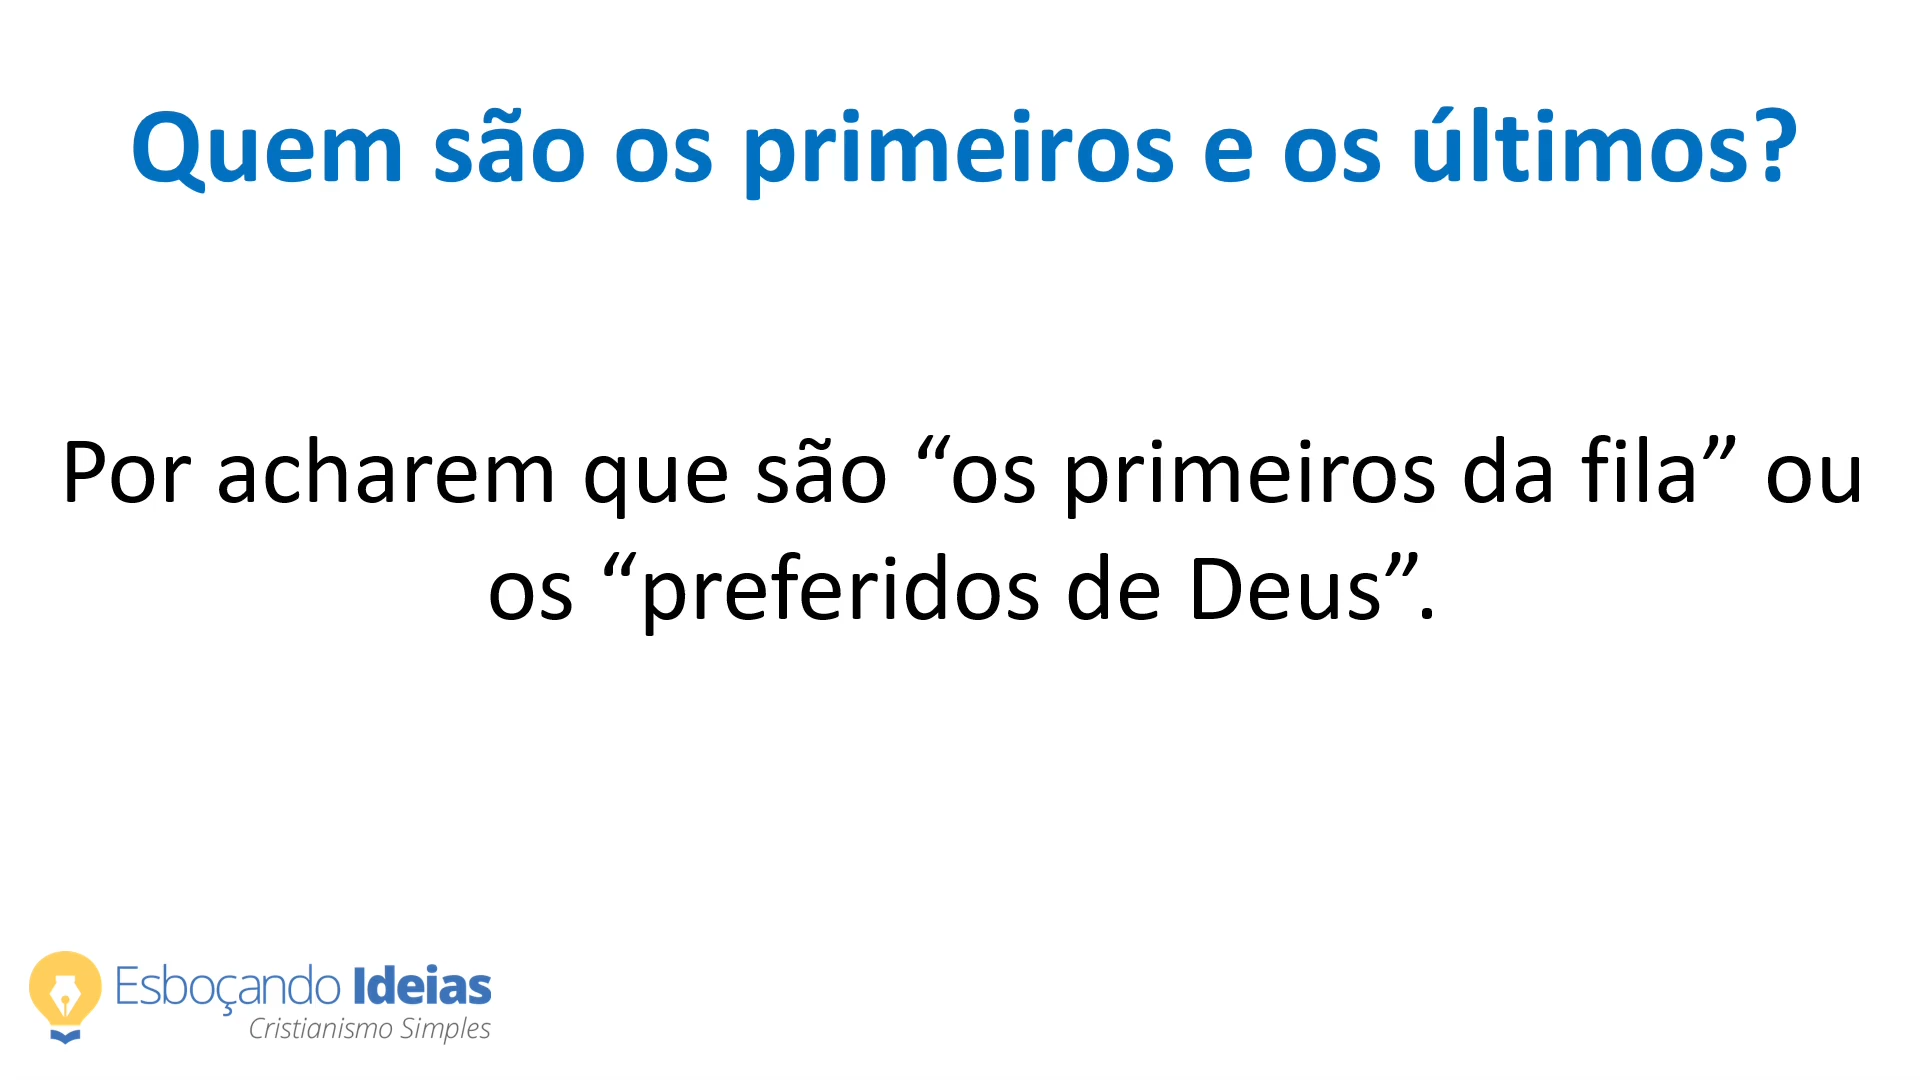 Quem são os primeiros e os últimos?
Por acharem que são “os primeiros da fila” ou
os “preferidos de Deus”.
Esboçando Ideias
Cristianismo Simples